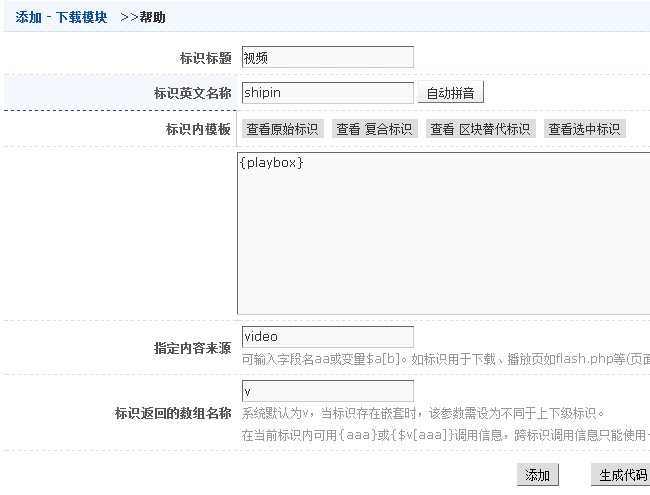 添加 - 下载模块 >>帮助
标识标题 视频
标识英文名称 shipin 自动拼音
标识内模板 查看原始标识 查看 复合标识 查看 区块替代标识 查看选中标识
{playbox}
指定内容来源 video
可输入字段名aa或变量$a[b]。如标识用于下载、播放页如flash.php等(页面
标识返回的数组名称 v
系统默认为v，当标识存在嵌套时，该参数需设为不同于上下级标识。
在当前标识内可用{aaa}或{$v[aaa]}调用信息，跨标识调用信息只能使用
添加 生成代码